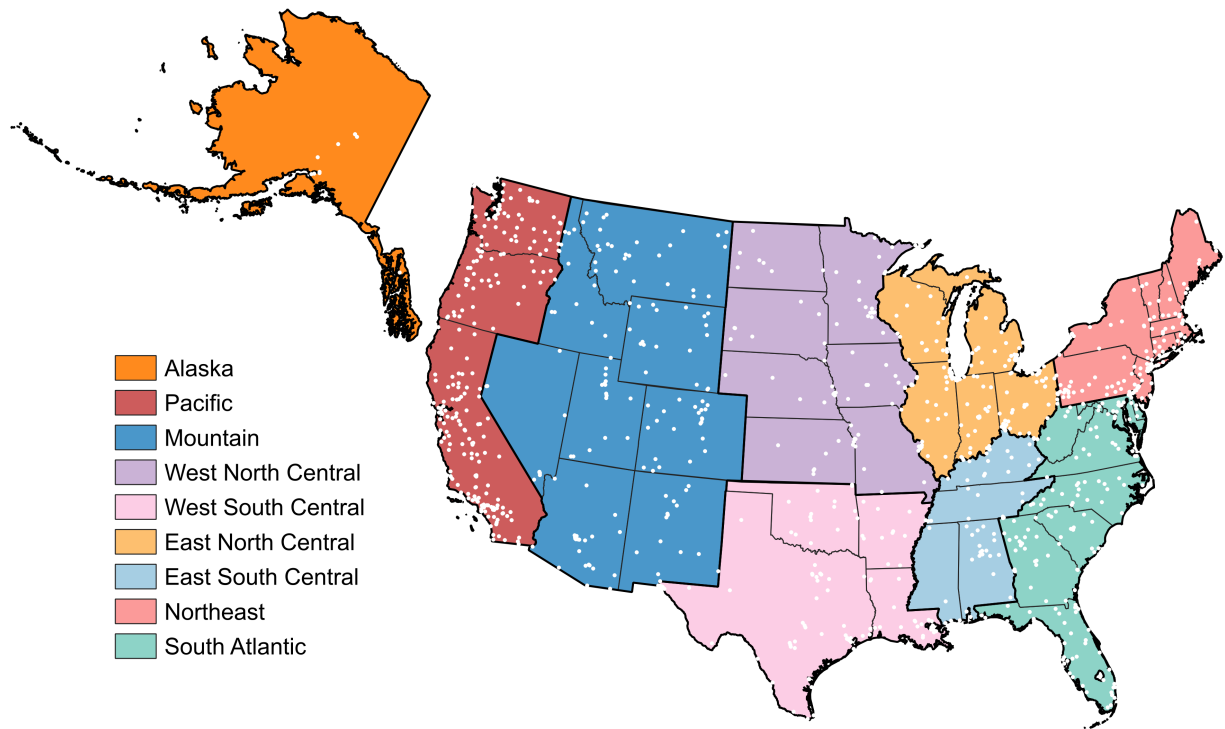 Alaska
Pacific
Mountain
West North Central
West South Central
East North Central
East South Central
Northeast
South Atlantic